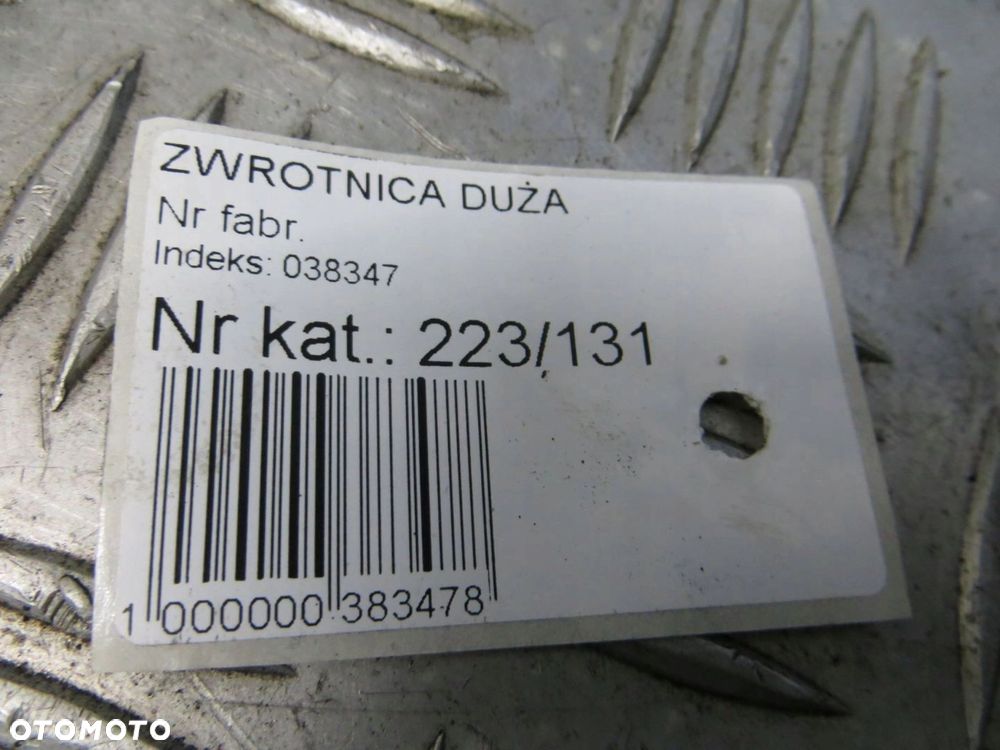 ZWROTNICA DUŻA
Nr fabr.
Indeks: 038347
Nr kat.: 223/131
1 000000 383478
OTOMOTO